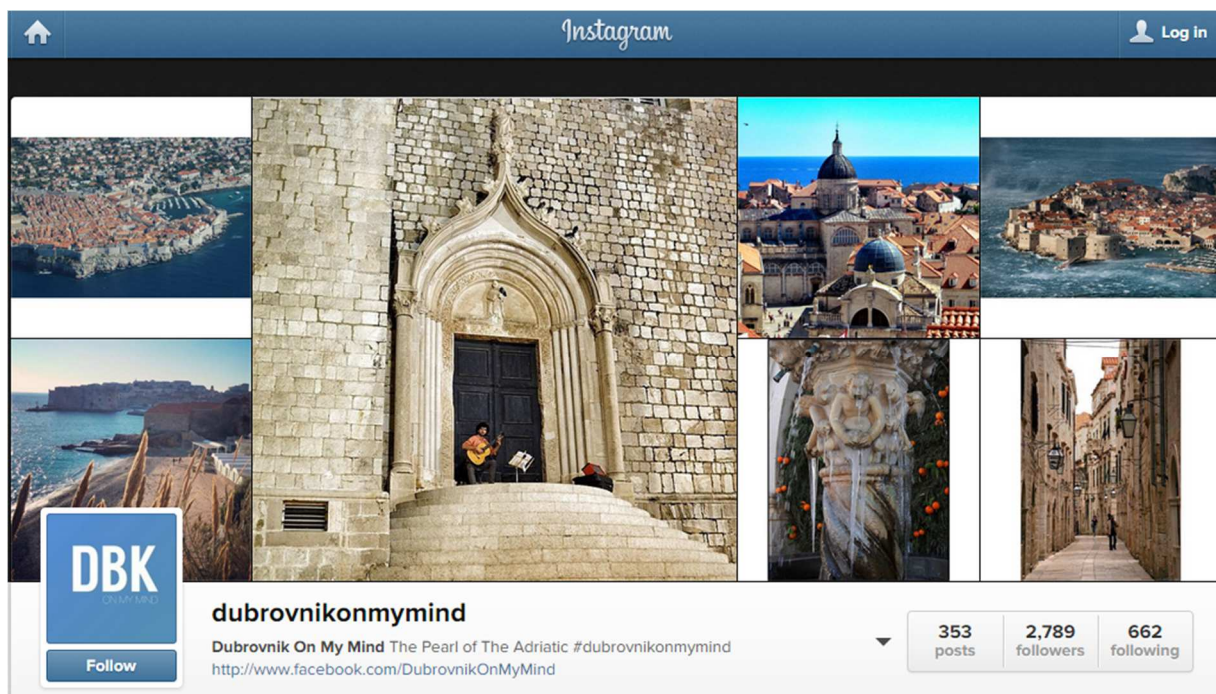 Instagram
Log in
DBK
ON MY MIND
Follow
dubrovnikonmymind
Dubrovnik On My Mind The Pearl of The Adriatic #dubrovnikonmymind
http://www.facebook.com/DubrovnikOnMyMind
353 2,789 662
posts followers following